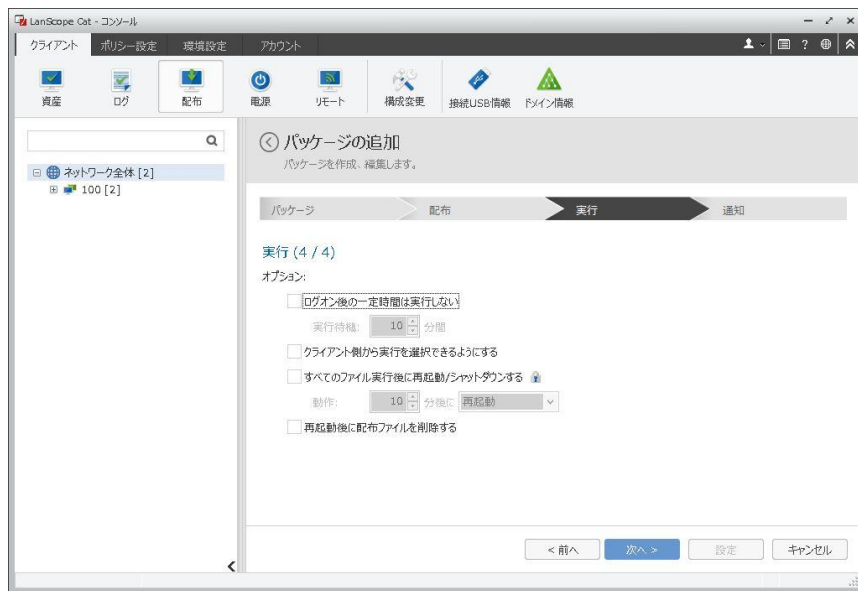 LanScope Cat - コンソール
クライアント ポリシー設定 環境設定 アカウント
資産 ログ 配布 電源 リモート 構成変更 接続USB情報 ドメイン情報
パッケージの追加
パッケージを作成、編集します。
ネットワーク全体 [2]
100 [2]
パッケージ 配布 実行 通知
実行 (4 / 4)
オプション:
ログオン後の一定時間は実行しない
実行待機: 10 分間
クライアント側から実行を選択できるようにする
すべてのファイル実行後に再起動/シャットダウンする
動作: 10 分後に 再起動
再起動後に配布ファイルを削除する
< 前へ 次へ > 設定 キャンセル